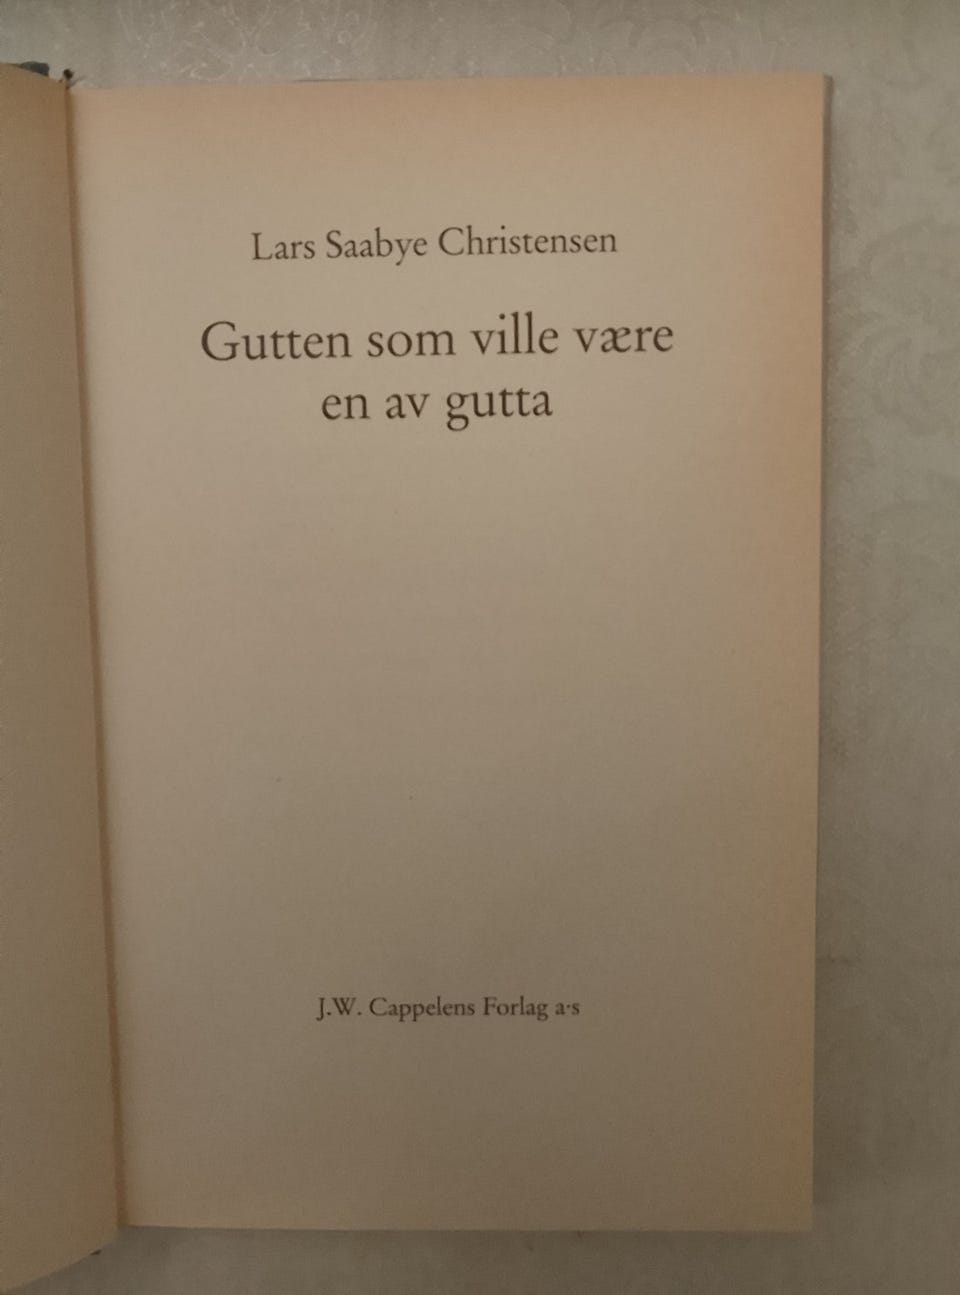 Lars Saabye Christensen
Gutten som ville være
en av gutta
J.W. Cappelens Forlag a·s